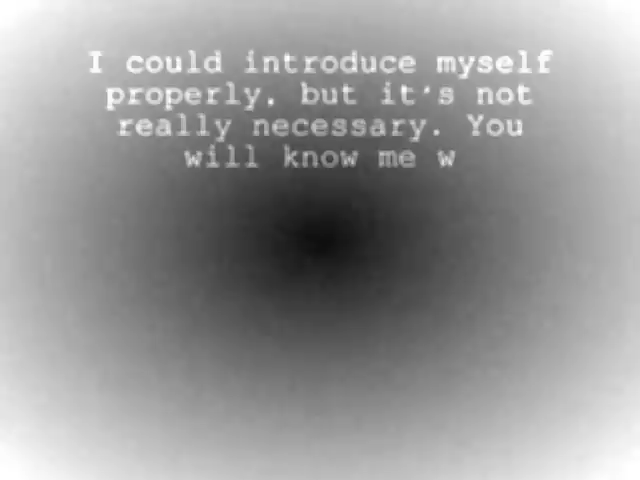 I could introduce myself
properly, but it's not
really necessary. You
will know me w